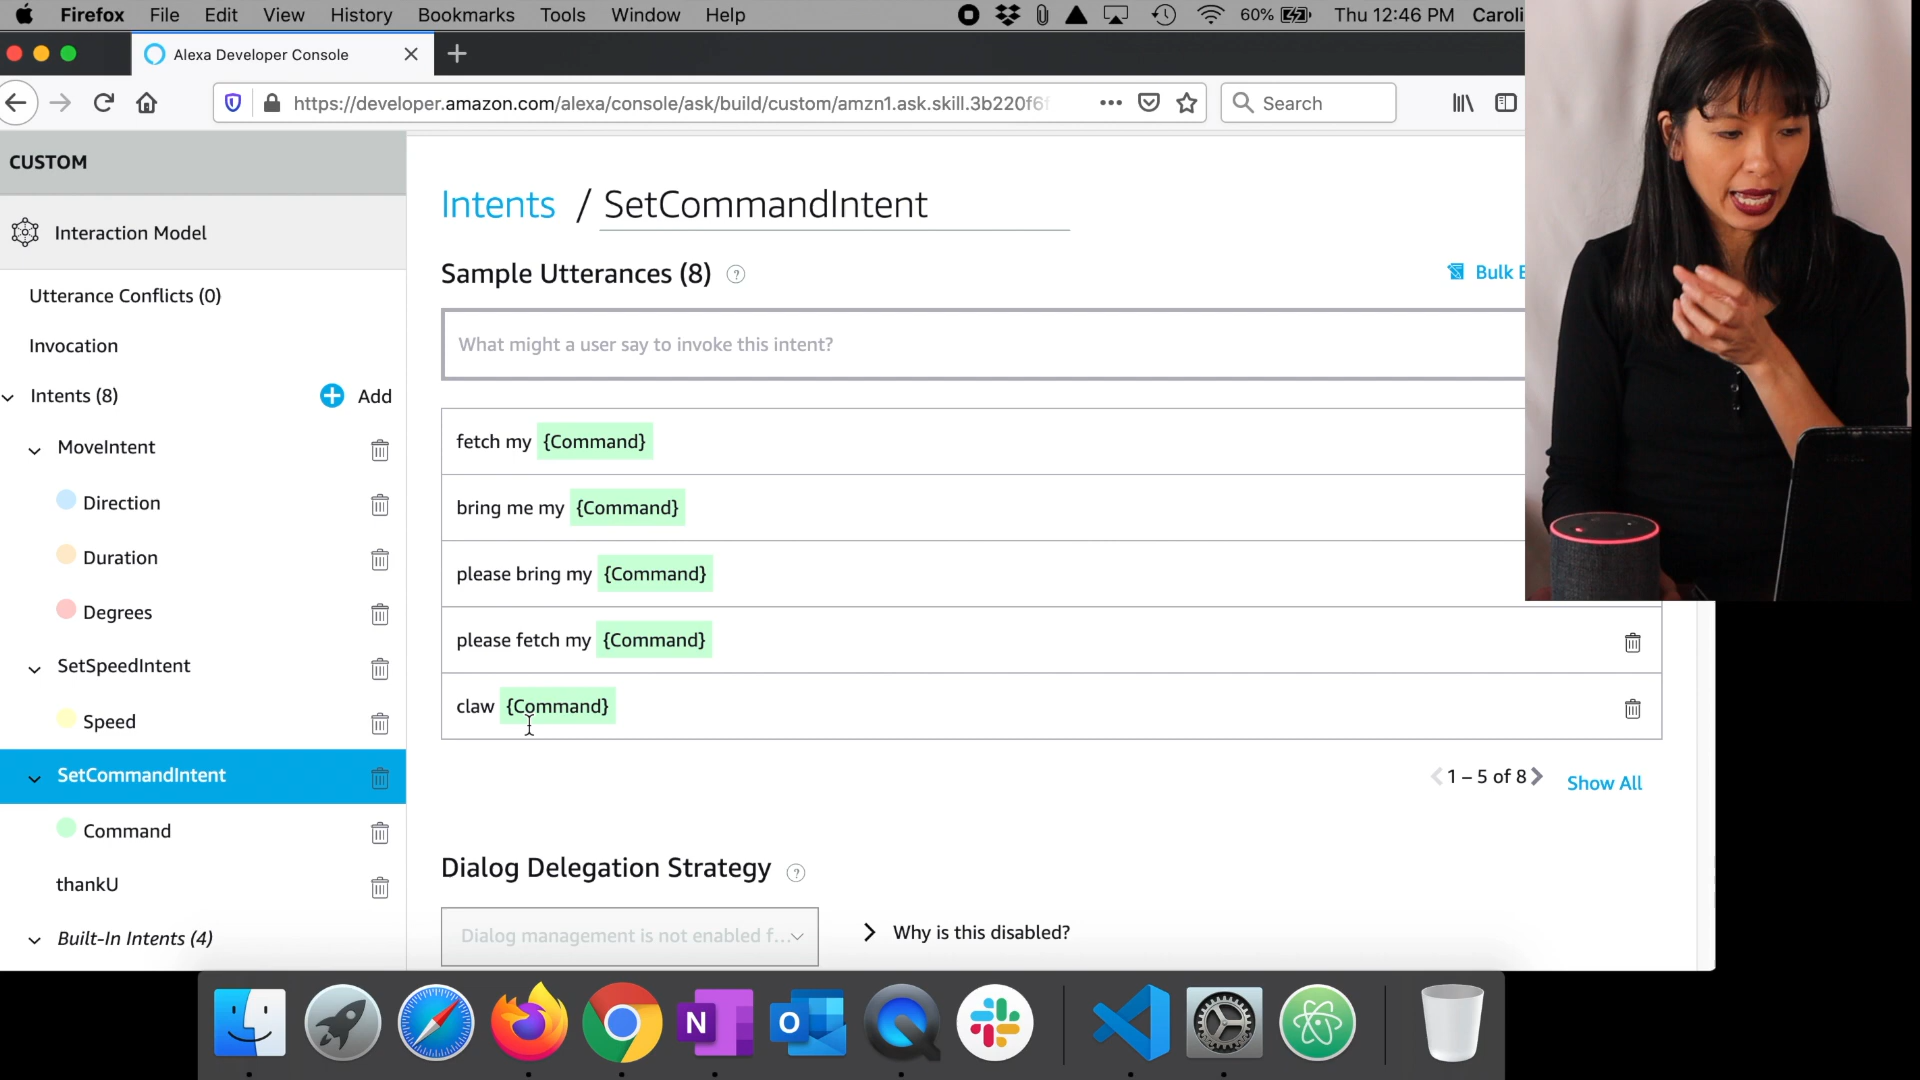 Firefox File Edit View History Bookmarks Tools Window Help 60% Thu 12:46 PM Caroli
Alexa Developer Console
https://developer.amazon.com/alexa/console/ask/build/custom/amzn1.ask.skill.3b220f6f
Search
CUSTOM
Interaction Model
Utterance Conflicts (0)
Invocation
Intents (8) Add
MoveIntent
Direction
Duration
Degrees
SetSpeedIntent
Speed
SetCommandIntent
Command
thankU
Built-In Intents (4)
Intents / SetCommandIntent
Sample Utterances (8) ?
Bulk E
What might a user say to invoke this intent?
fetch my {Command}
bring me my {Command}
please bring my {Command}
please fetch my {Command}
claw {Command}
1 – 5 of 8
Show All
Dialog Delegation Strategy ?
Dialog management is not enabled f...
Why is this disabled?
N
O